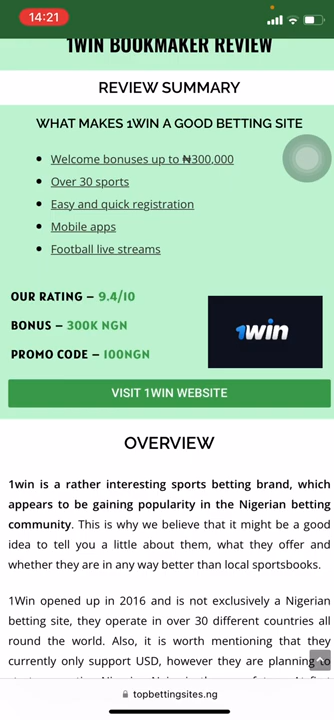 14:21
1WIN BOOKMAKER REVIEW
REVIEW SUMMARY
WHAT MAKES 1WIN A GOOD BETTING SITE
Welcome bonuses up to ₦300,000
Over 30 sports
Easy and quick registration
Mobile apps
Football live streams
OUR RATING – 9.4/10
BONUS – 300K NGN
PROMO CODE – 100NGN
1win
VISIT 1WIN WEBSITE
OVERVIEW
1win is a rather interesting sports betting brand, which
appears to be gaining popularity in the Nigerian betting
community. This is why we believe that it might be a good
idea to tell you a little about them, what they offer and
whether they are in any way better than local sportsbooks.
1Win opened up in 2016 and is not exclusively a Nigerian
betting site, they operate in over 30 different countries all
round the world. Also, it is worth mentioning that they
currently only support USD, however they are planning to
topbettingsites.ng